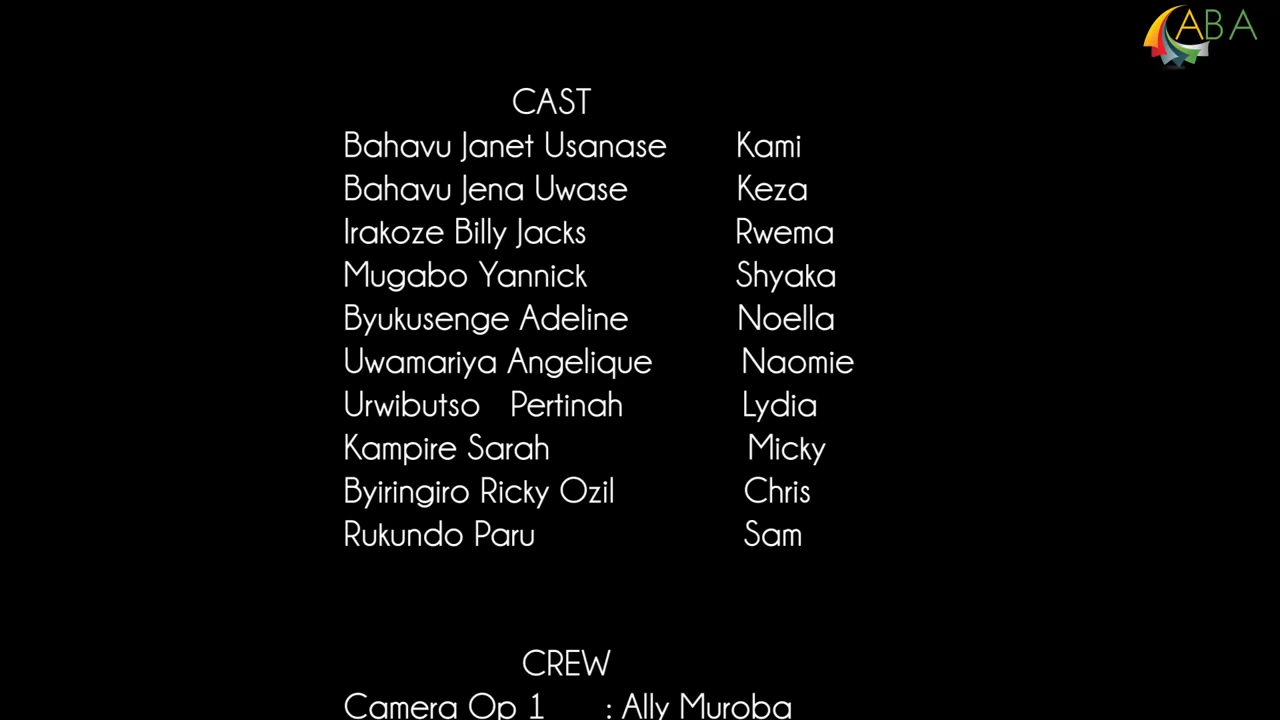 ABA
CAST
Bahavu Janet Usanase Kami
Bahavu Jena Uwase Keza
Irakoze Billy Jacks Rwema
Mugabo Yannick Shyaka
Byukusenge Adeline Noella
Uwamariya Angelique Naomie
Urwibutso Pertinah Lydia
Kampire Sarah Micky
Byiringiro Ricky Ozil Chris
Rukundo Paru Sam
CREW
Camera Op 1 : Ally Muroba